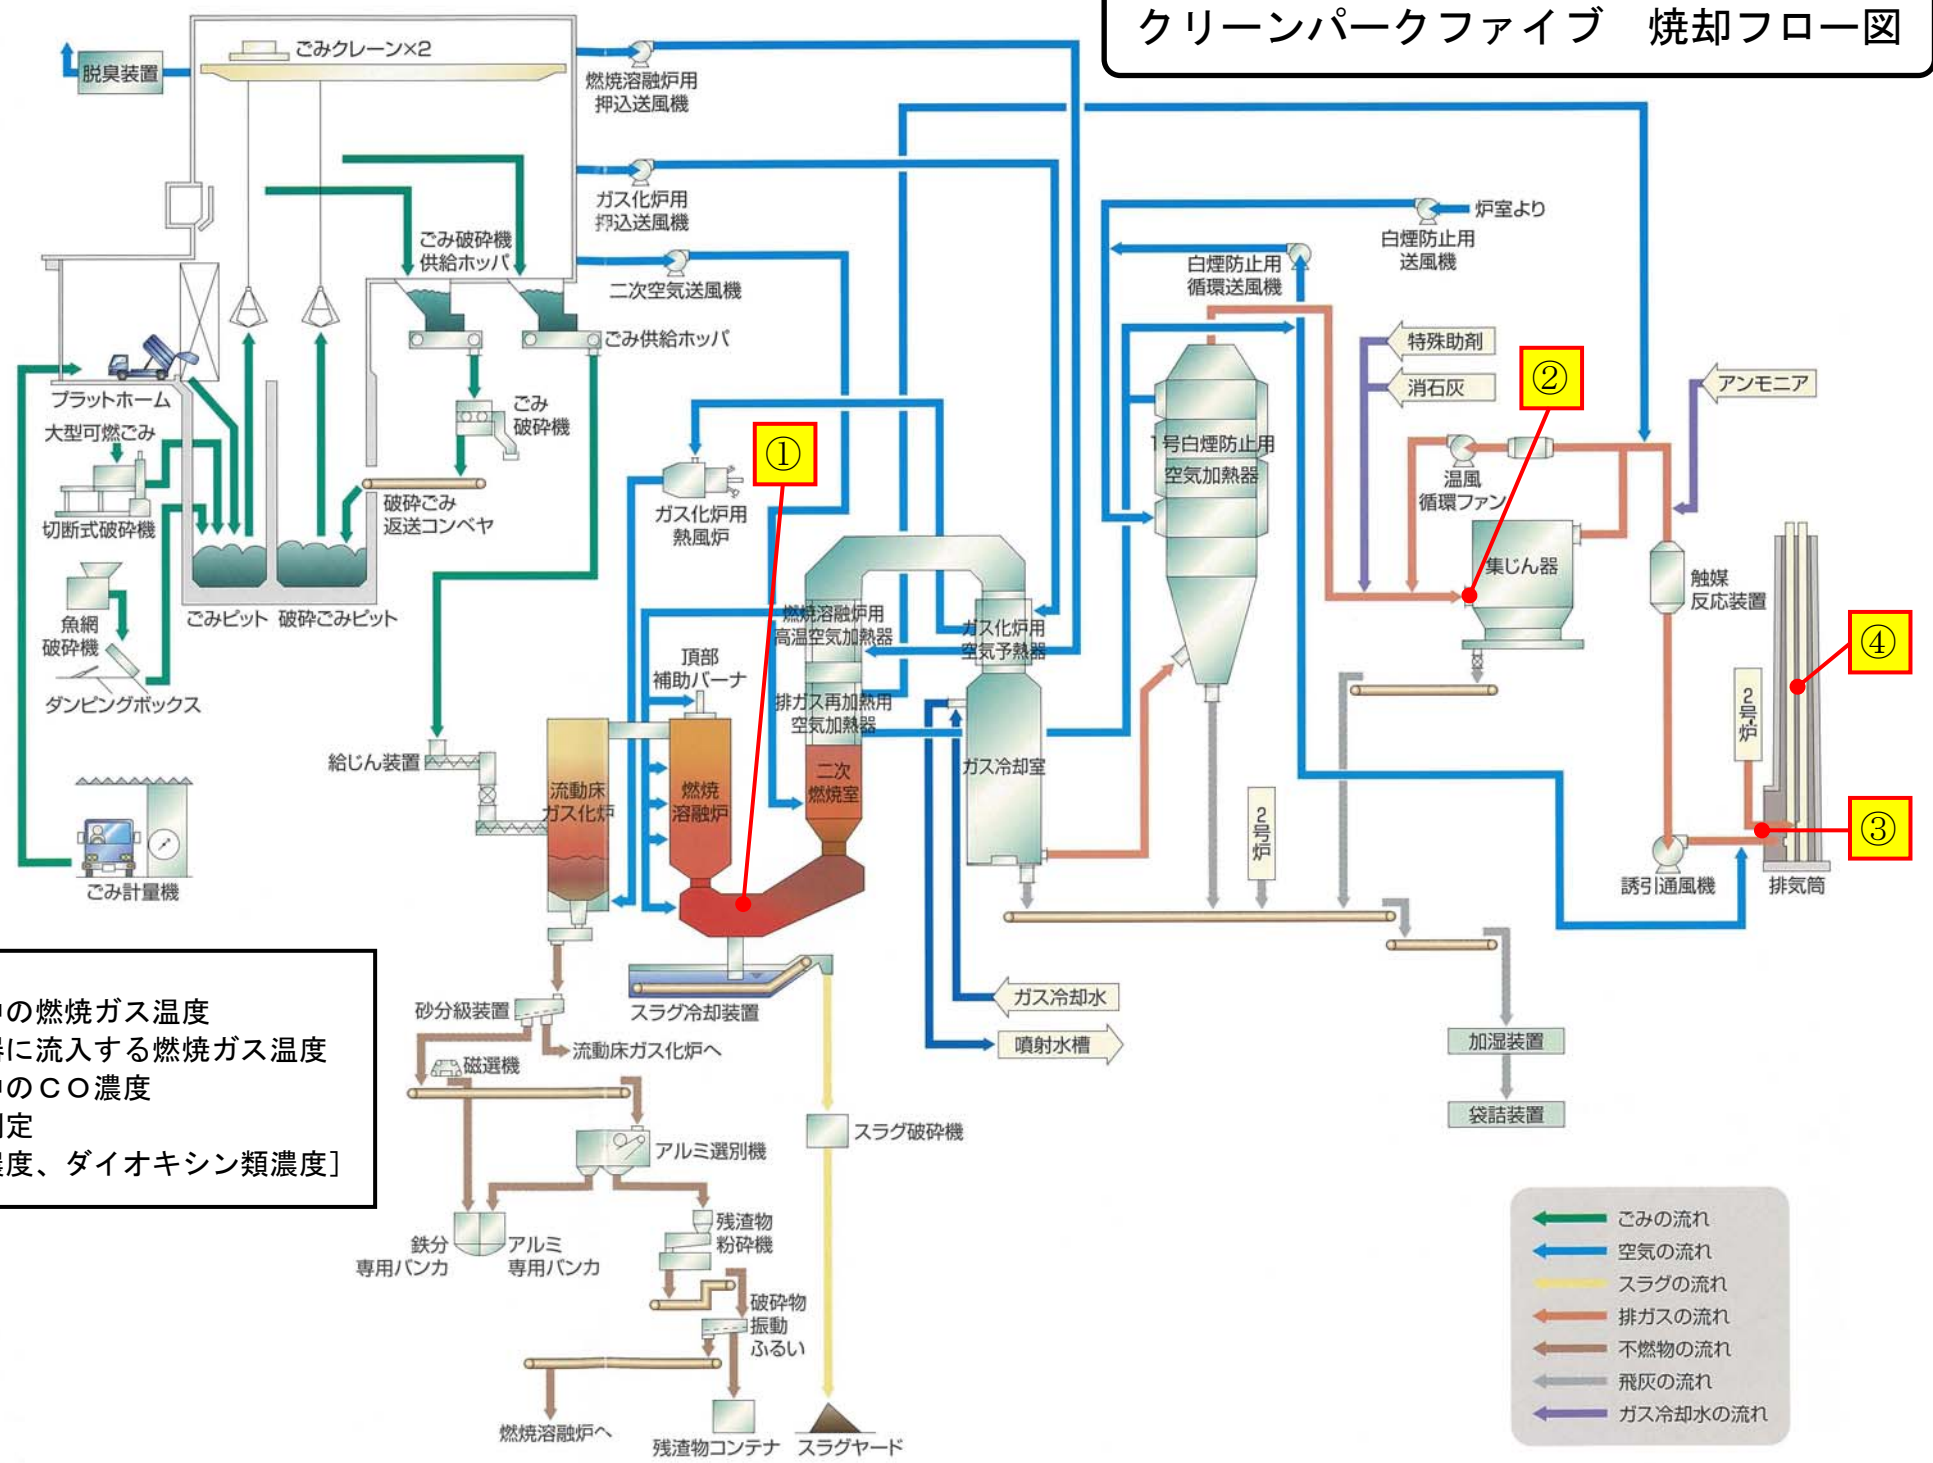 クリーンパークファイブ　焼却フロー図
ごみクレーン×2
脱臭装置
燃焼溶融炉用
押込送風機
ガス化炉用
押込送風機
二次空気送風機
ごみ破砕機
供給ホッパ
ごみ供給ホッパ
炉室より
白煙防止用
送風機
白煙防止用
循環送風機
特殊助剤
消石灰
②
アンモニア
プラットホーム
大型可燃ごみ
切断式破砕機
ごみ
破砕機
破砕ごみ
返送コンベヤ
①
ガス化炉用
熱風炉
1号白煙防止用
空気加熱器
温風
循環ファン
集じん器
触媒
反応装置
魚網
破砕機
ダンピングボックス
ごみピット
破砕ごみピット
燃焼溶融炉用
高温空気加熱器
ガス化炉用
空気予熱器
頂部
補助バーナ
排ガス再加熱用
空気加熱器
④
2号炉
給じん装置
流動床
ガス化炉
燃焼
溶融炉
二次
燃焼室
ガス冷却室
2号炉
③
誘引通風機
排気筒
ごみ計量機
中の燃焼ガス温度
器に流入する燃焼ガス温度
中のＣＯ濃度
測定
濃度、ダイオキシン類濃度］
砂分級装置
流動床ガス化炉へ
スラグ冷却装置
ガス冷却水
噴射水槽
磁選機
アルミ選別機
スラグ破砕機
加湿装置
袋詰装置
鉄分
専用バンカ
アルミ
専用バンカ
残渣物
粉砕機
破砕物
振動
ふるい
燃焼溶融炉へ
残渣物コンテナ
スラグヤード
ごみの流れ
空気の流れ
スラグの流れ
排ガスの流れ
不燃物の流れ
飛灰の流れ
ガス冷却水の流れ